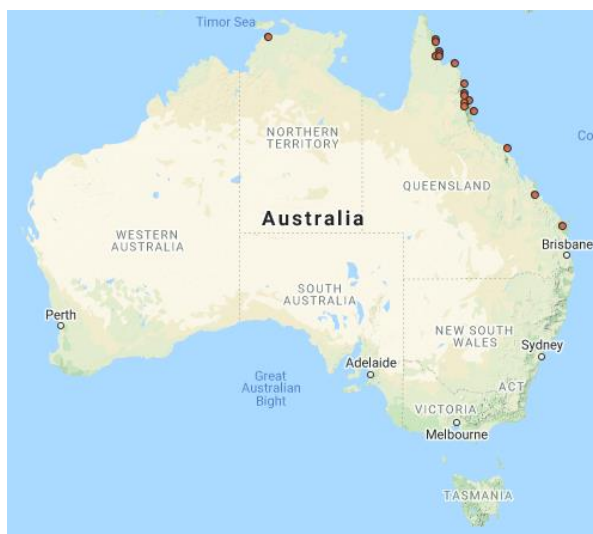 Timor Sea
NORTHERN
TERRITORY
Co
QUEENSLAND
Australia
WESTERN
AUSTRALIA
Brisbane
SOUTH
AUSTRALIA
Perth
NEW SOUTH
WALES
Sydney
Adelaide
Great
Australian
Bight
ACT
VICTORIA
Melbourne
TASMANIA